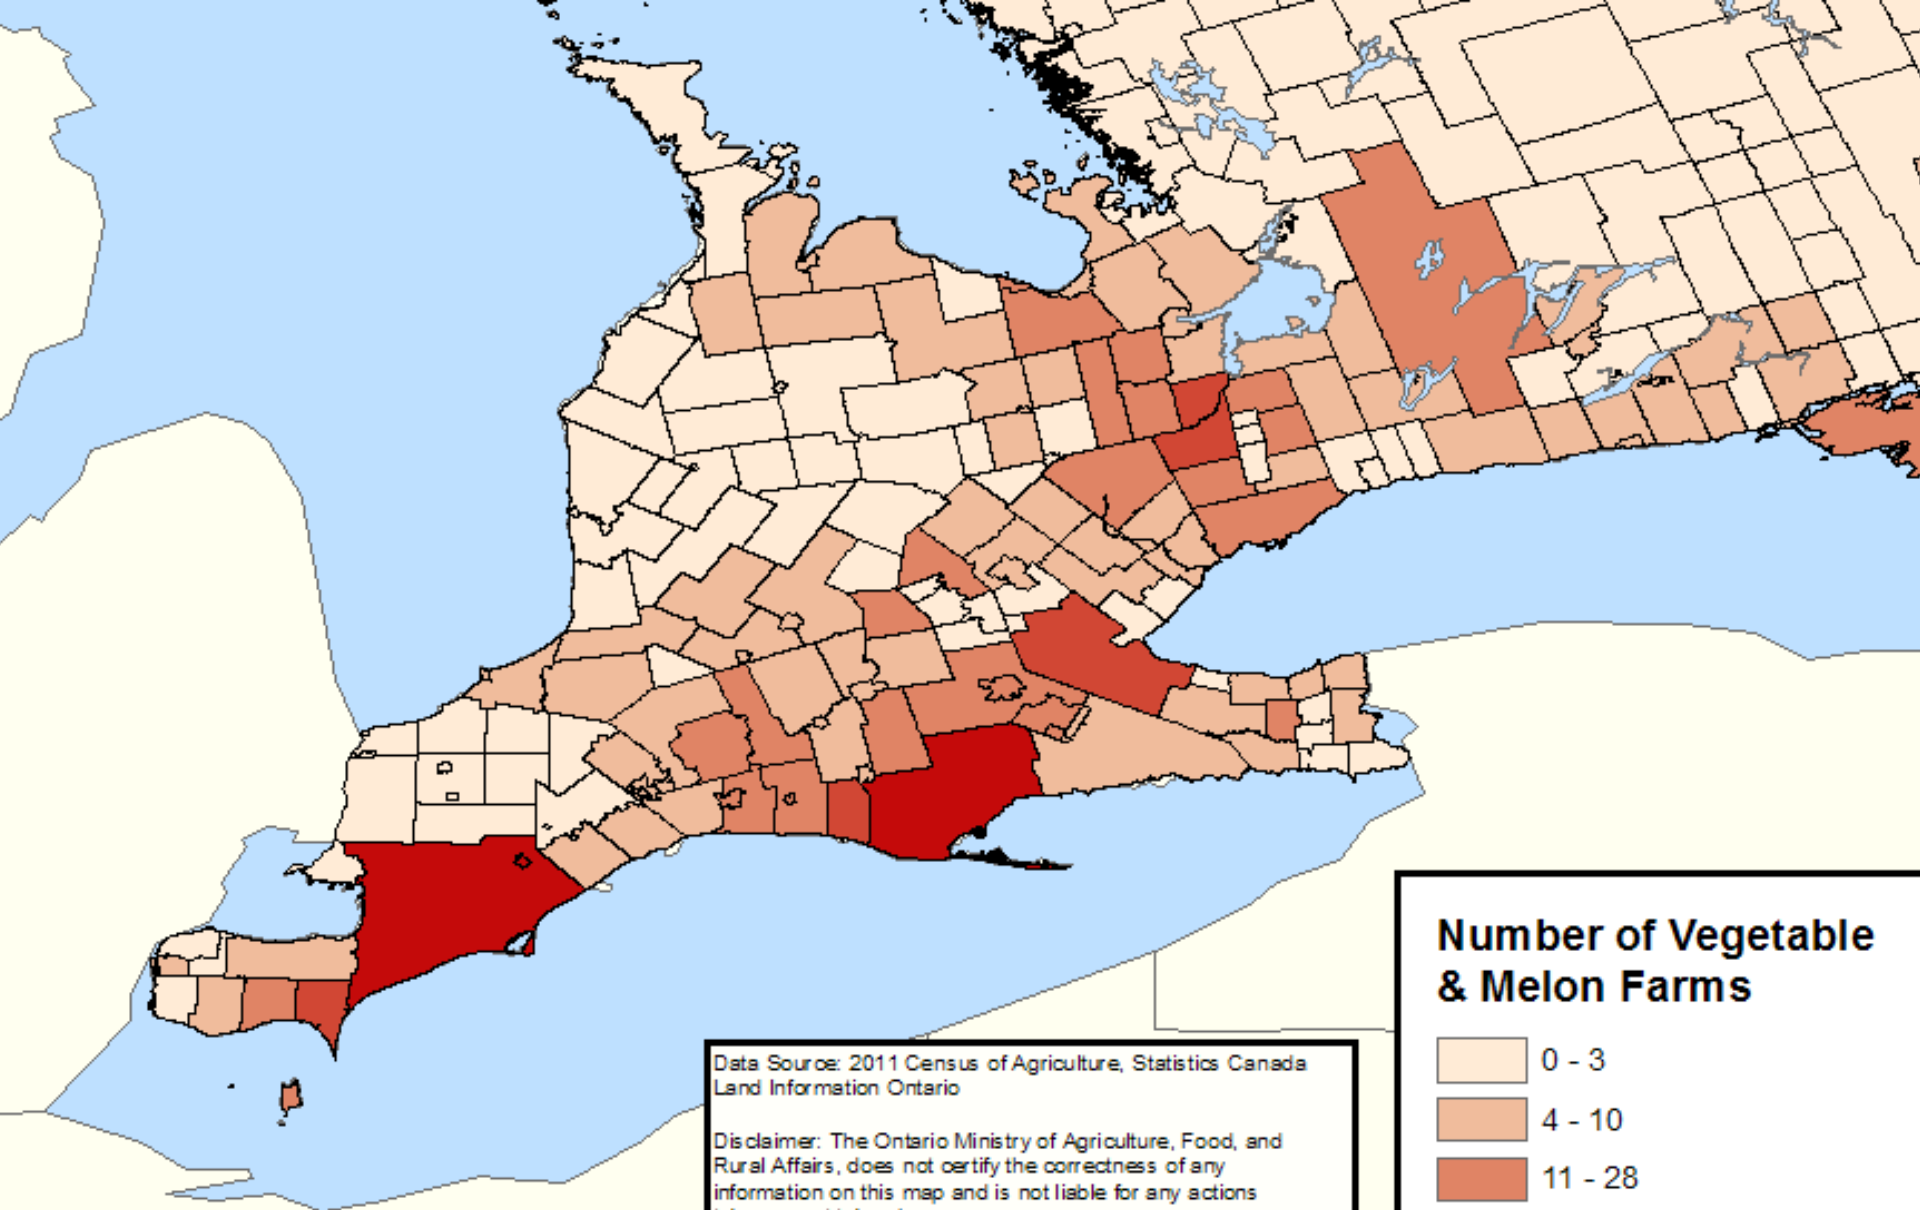 Number of Vegetable
& Melon Farms
0 - 3
4 - 10
11 - 28
Data Source: 2011 Census of Agriculture, Statistics Canada
Land Information Ontario
Disclaimer: The Ontario Ministry of Agriculture, Food, and
Rural Affairs, does not certify the correctness of any
information on this map and is not liable for any actions